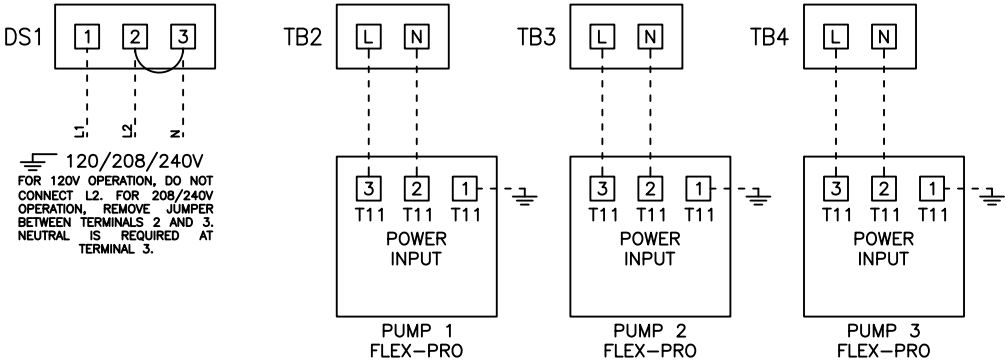 DS1 1 2 3
L1 L2 N
120/208/240V
FOR 120V OPERATION, DO NOT
CONNECT L2. FOR 208/240V
OPERATION, REMOVE JUMPER
BETWEEN TERMINALS 2 AND 3.
NEUTRAL IS REQUIRED AT
TERMINAL 3.
TB2 L N
3 2 1
T11 T11 T11
POWER
INPUT
PUMP 1
FLEX-PRO
TB3 L N
3 2 1
T11 T11 T11
POWER
INPUT
PUMP 2
FLEX-PRO
TB4 L N
3 2 1
T11 T11 T11
POWER
INPUT
PUMP 3
FLEX-PRO